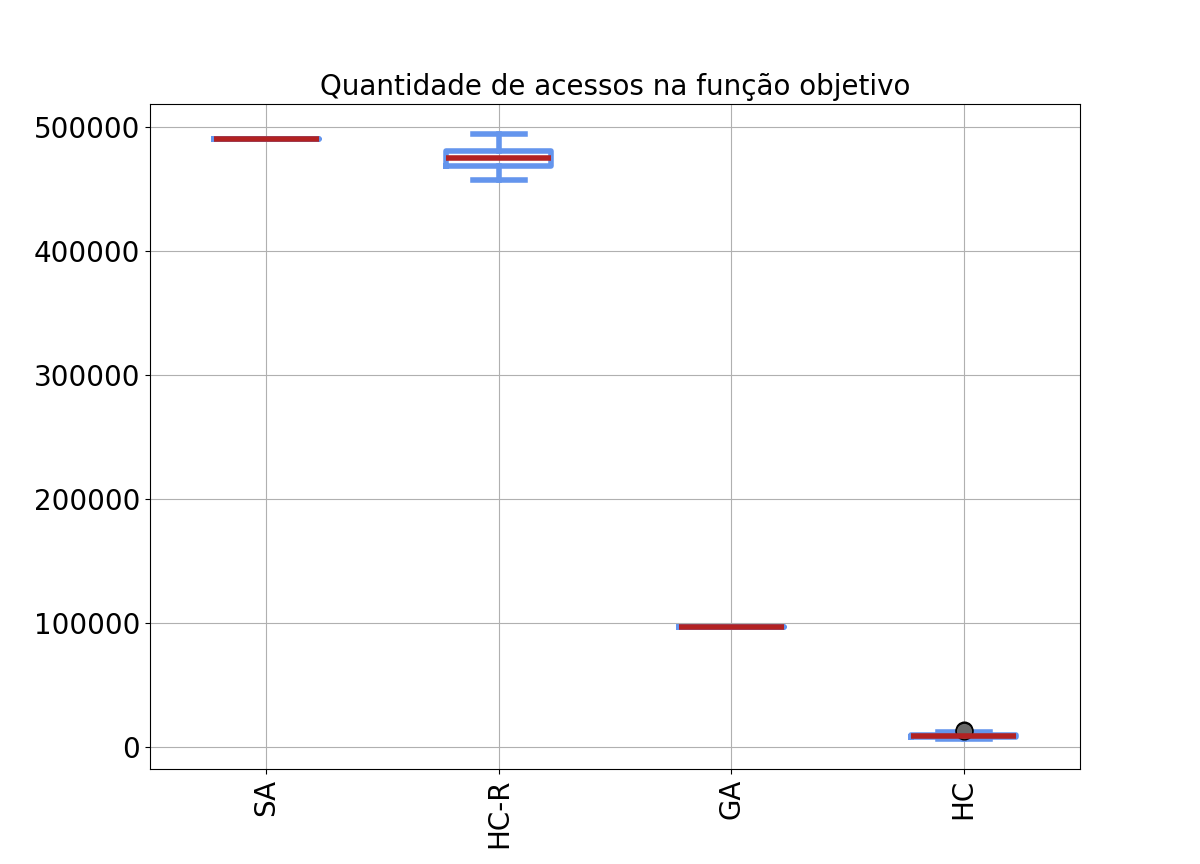 Quantidade de acessos na função objetivo
500000
400000
300000
200000
100000
0
SA
HC-R
GA
HC